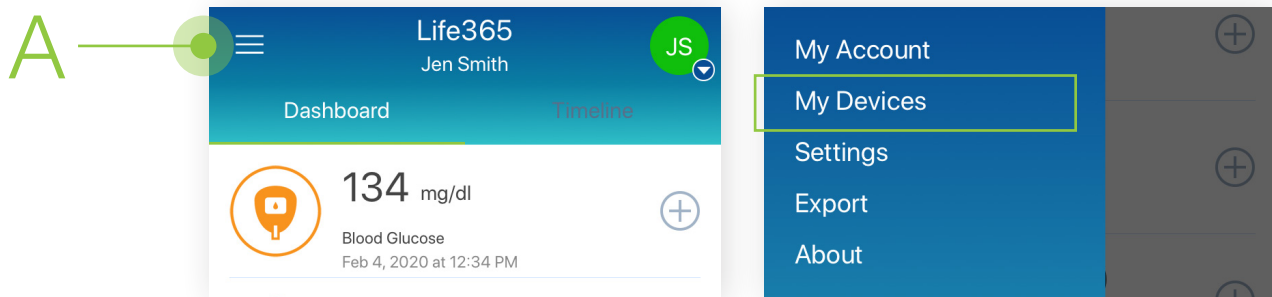 A
Life365
Jen Smith
JS
Dashboard
Timeline
134 mg/dl
Blood Glucose
Feb 4, 2020 at 12:34 PM
My Account
My Devices
Settings
Export
About